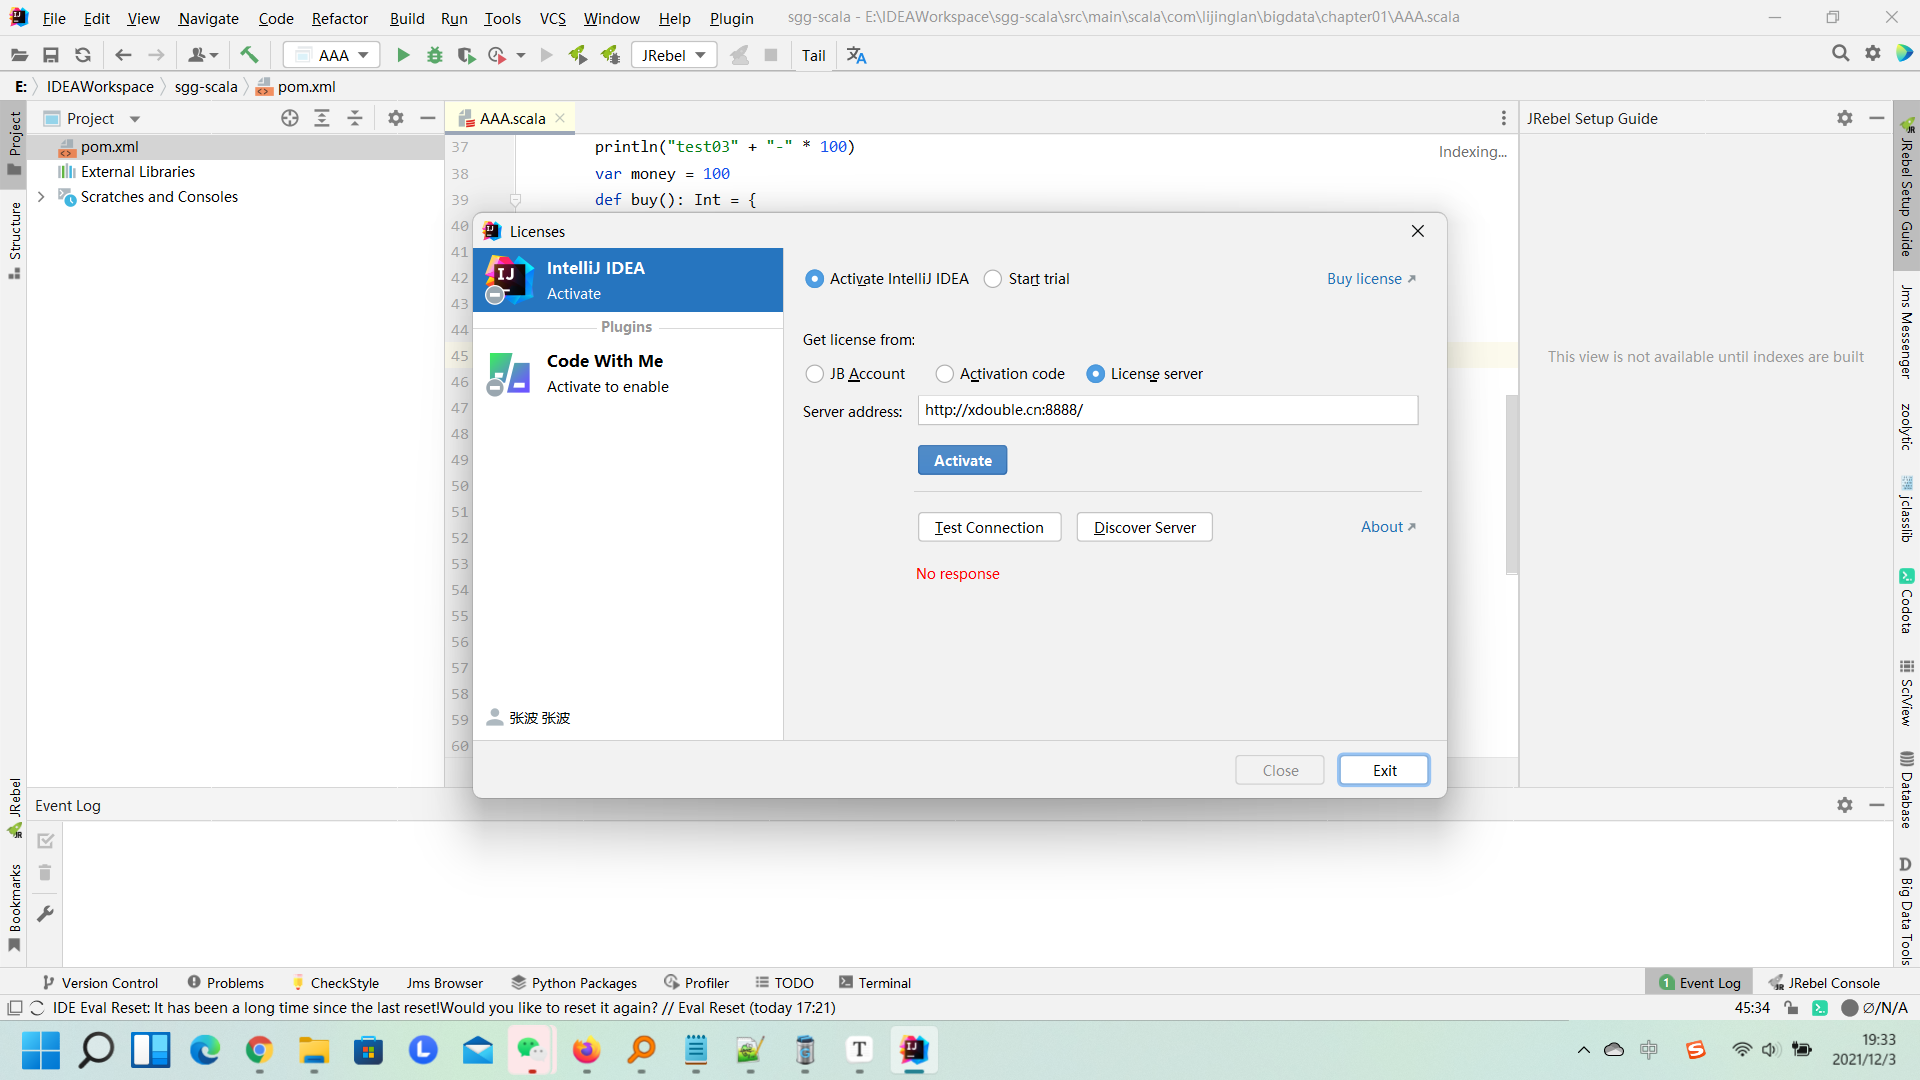 File Edit View Navigate Code Refactor Build Run Tools VCS Window Help Plugin sgg-scala - E:\IDEAWorkspace\sgg-scala\src\main\scala\com\lijinglan\bigdata\chapter01\AAA.scala
AAA JRebel Tail
E: IDEAWorkspace sgg-scala pom.xml
Project AAA.scala JRebel Setup Guide
pom.xml
External Libraries
Scratches and Consoles
37 println("test03" + "-" * 100)
Indexing...
38 var money = 100
39 def buy(): Int = {
40
41
42
43
44
45
46
47
48
49
50
51
52
53
54
55
56
57
58
59
60
Licenses
IntelliJ IDEA
Activate
Plugins
Code With Me
Activate to enable
张波 张波
Activate IntelliJ IDEA Start trial Buy license
Get license from:
JB Account Activation code License server
Server address: http://xdouble.cn:8888/
Activate
Test Connection Discover Server About
No response
Close Exit
This view is not available until indexes are built
Project
Structure
JRebel
Bookmarks
JRebel Setup Guide
Jms Messenger
zoolytic
jclasslib
Codota
SciView
Database
Big Data Tools
Event Log
Version Control Problems CheckStyle Jms Browser Python Packages Profiler TODO Terminal 1 Event Log JRebel Console
IDE Eval Reset: It has been a long time since the last reset!Would you like to reset it again? // Eval Reset (today 17:21) 45:34 Ø/N/A
中 19:33
2021/12/3